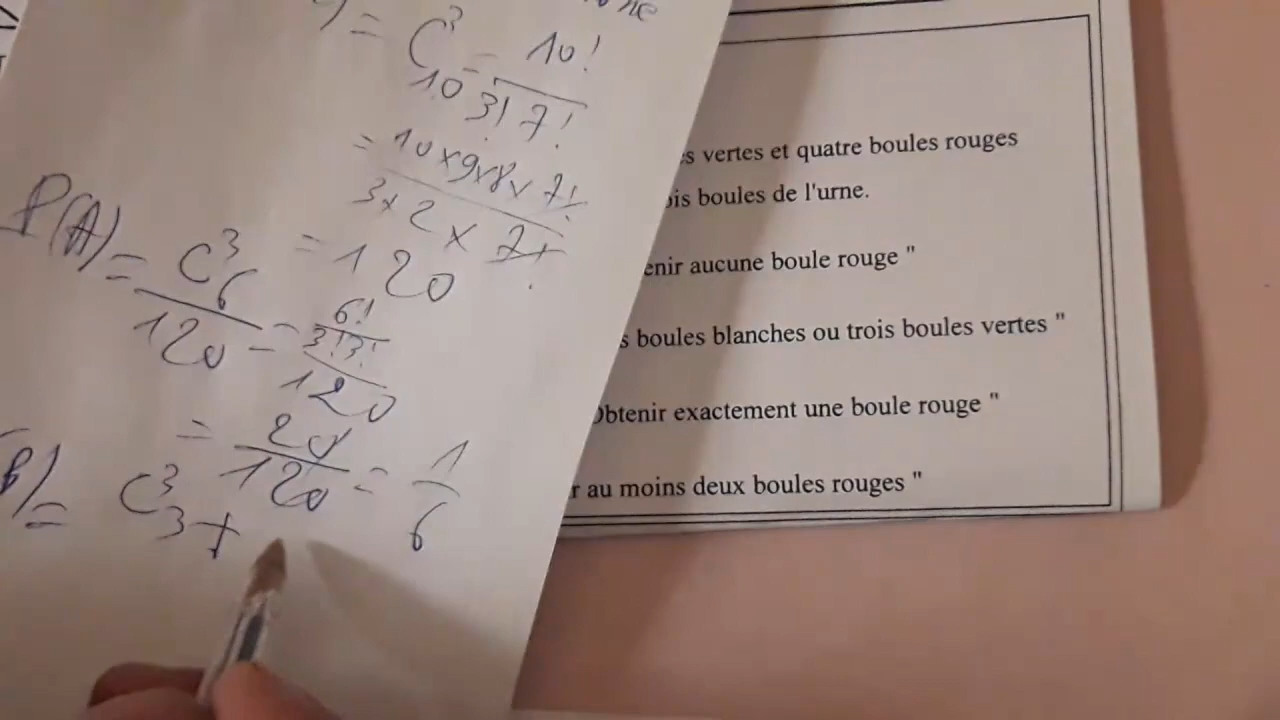 ) = C³₁₀ = 10! / 3! 7!
= 10 x 9 x 8 x 7! / 3 x 2 x 7!
= 120
P(A) = C³₆ / 120 = 6! / 3! 3! / 120
= 20 / 120 = 1 / 6
B) = C³₃ +
s vertes et quatre boules rouges
ois boules de l'urne.
enir aucune boule rouge "
s boules blanches ou trois boules vertes "
Obtenir exactement une boule rouge "
r au moins deux boules rouges "